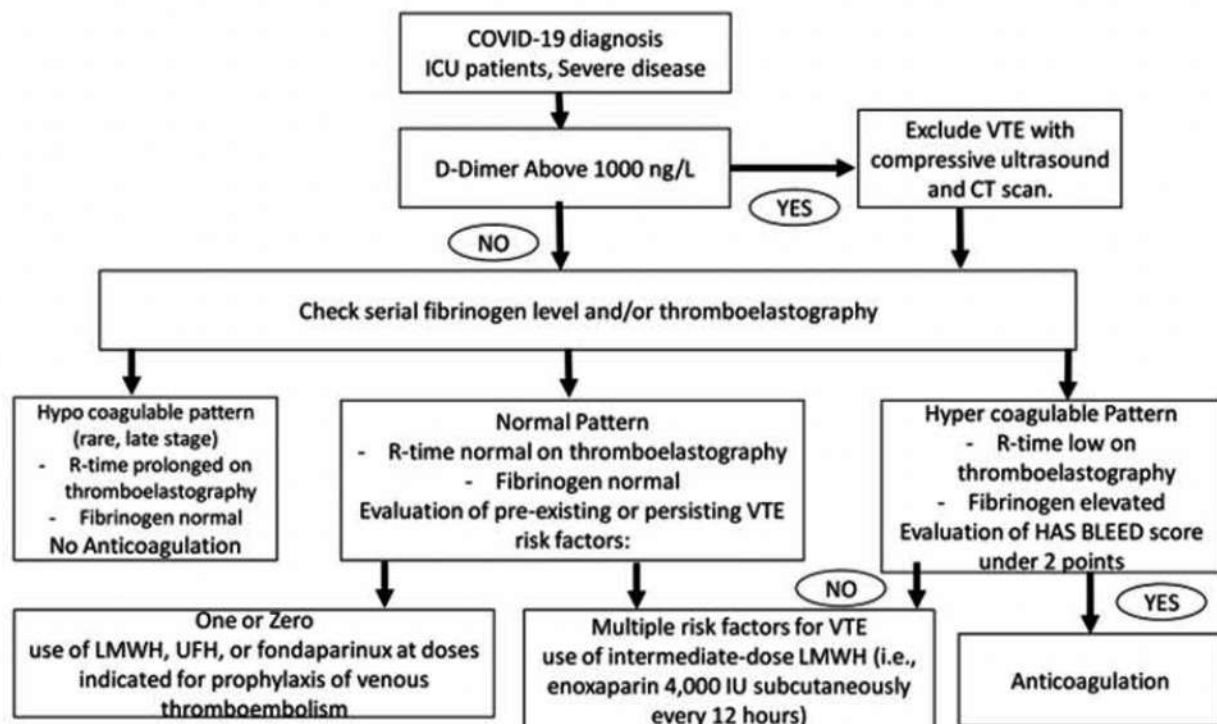 COVID-19 diagnosis
ICU patients, Severe disease
D-Dimer Above 1000 ng/L
YES
Exclude VTE with
compressive ultrasound
and CT scan.
NO
Check serial fibrinogen level and/or thromboelastography
Hypo coagulable pattern
(rare, late stage)
- R-time prolonged on
thromboelastography
- Fibrinogen normal
No Anticoagulation
Normal Pattern
- R-time normal on thromboelastography
- Fibrinogen normal
Evaluation of pre-existing or persisting VTE
risk factors:
Hyper coagulable Pattern
- R-time low on
thromboelastography
- Fibrinogen elevated
Evaluation of HAS BLEED score
under 2 points
One or Zero
use of LMWH, UFH, or fondaparinux at doses
indicated for prophylaxis of venous
thromboembolism
NO
Multiple risk factors for VTE
use of intermediate-dose LMWH (i.e.,
enoxaparin 4,000 IU subcutaneously
every 12 hours)
YES
Anticoagulation